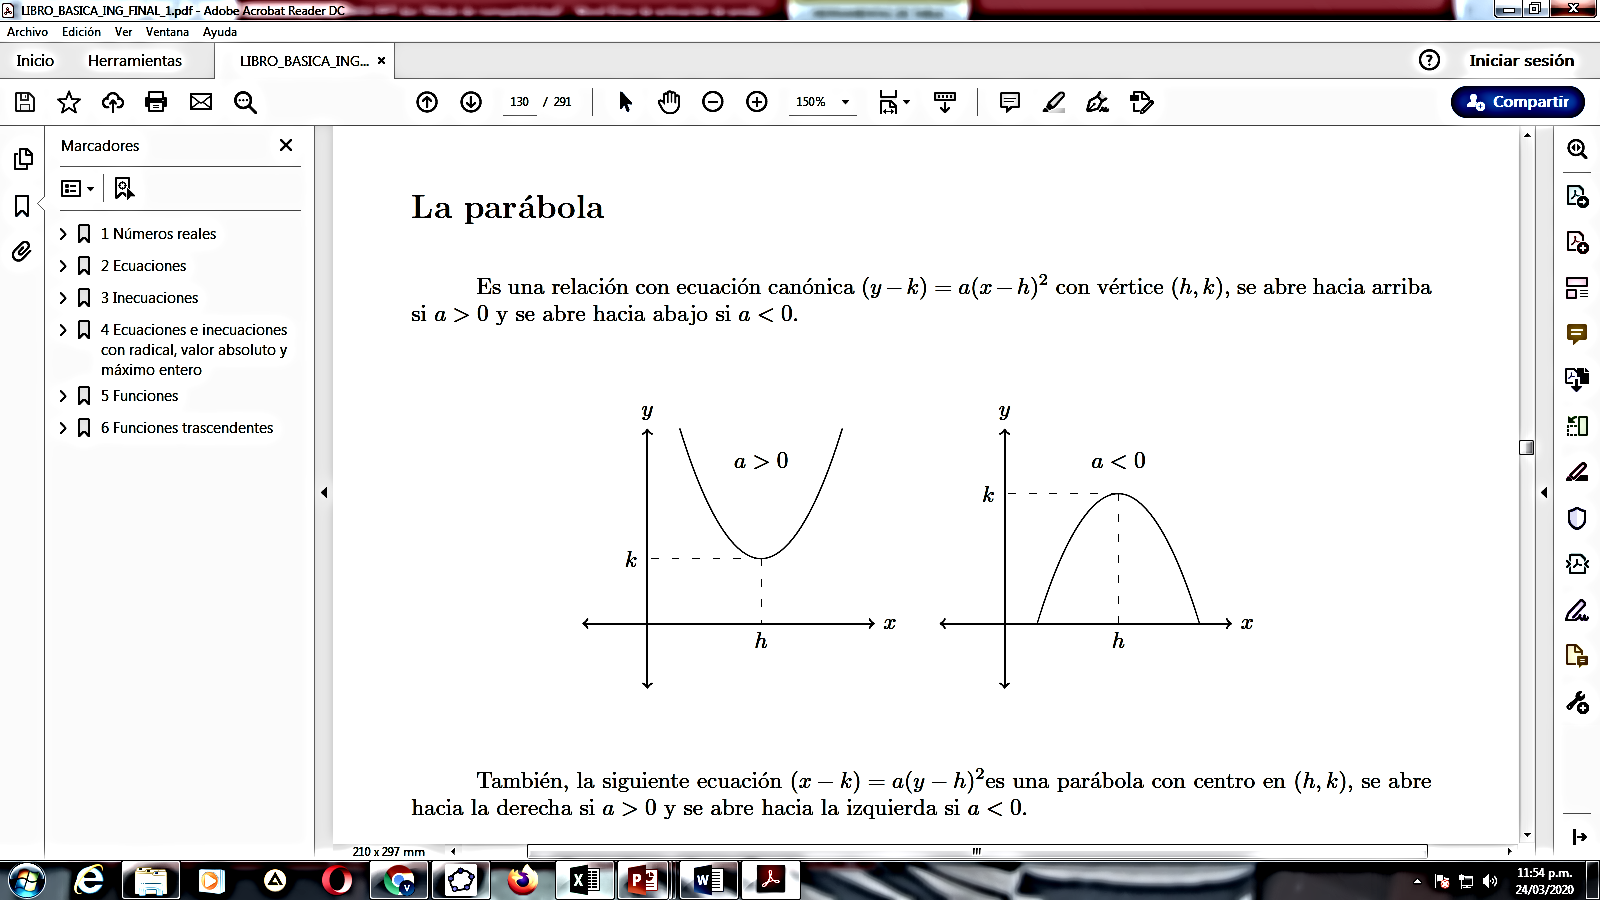 LIBRO_BASICA_ING_FINAL_1.pdf - Adobe Acrobat Reader DC
Archivo Edición Ver Ventana Ayuda
Inicio Herramientas LIBRO_BASICA_ING... × Iniciar sesión
130 / 291 150% Compartir
Marcadores
1 Números reales
2 Ecuaciones
3 Inecuaciones
4 Ecuaciones e inecuaciones
con radical, valor absoluto y
máximo entero
5 Funciones
6 Funciones trascendentes
La parábola
Es una relación con ecuación canónica (y − k) = a(x − h)² con vértice (h, k), se abre hacia arriba
si a > 0 y se abre hacia abajo si a < 0.
y
a > 0
k
x
h
y
a < 0
k
x
h
También, la siguiente ecuación (x − k) = a(y − h)²es una parábola con centro en (h, k), se abre
hacia la derecha si a > 0 y se abre hacia la izquierda si a < 0.
210 x 297 mm
11:54 p.m.
24/03/2020